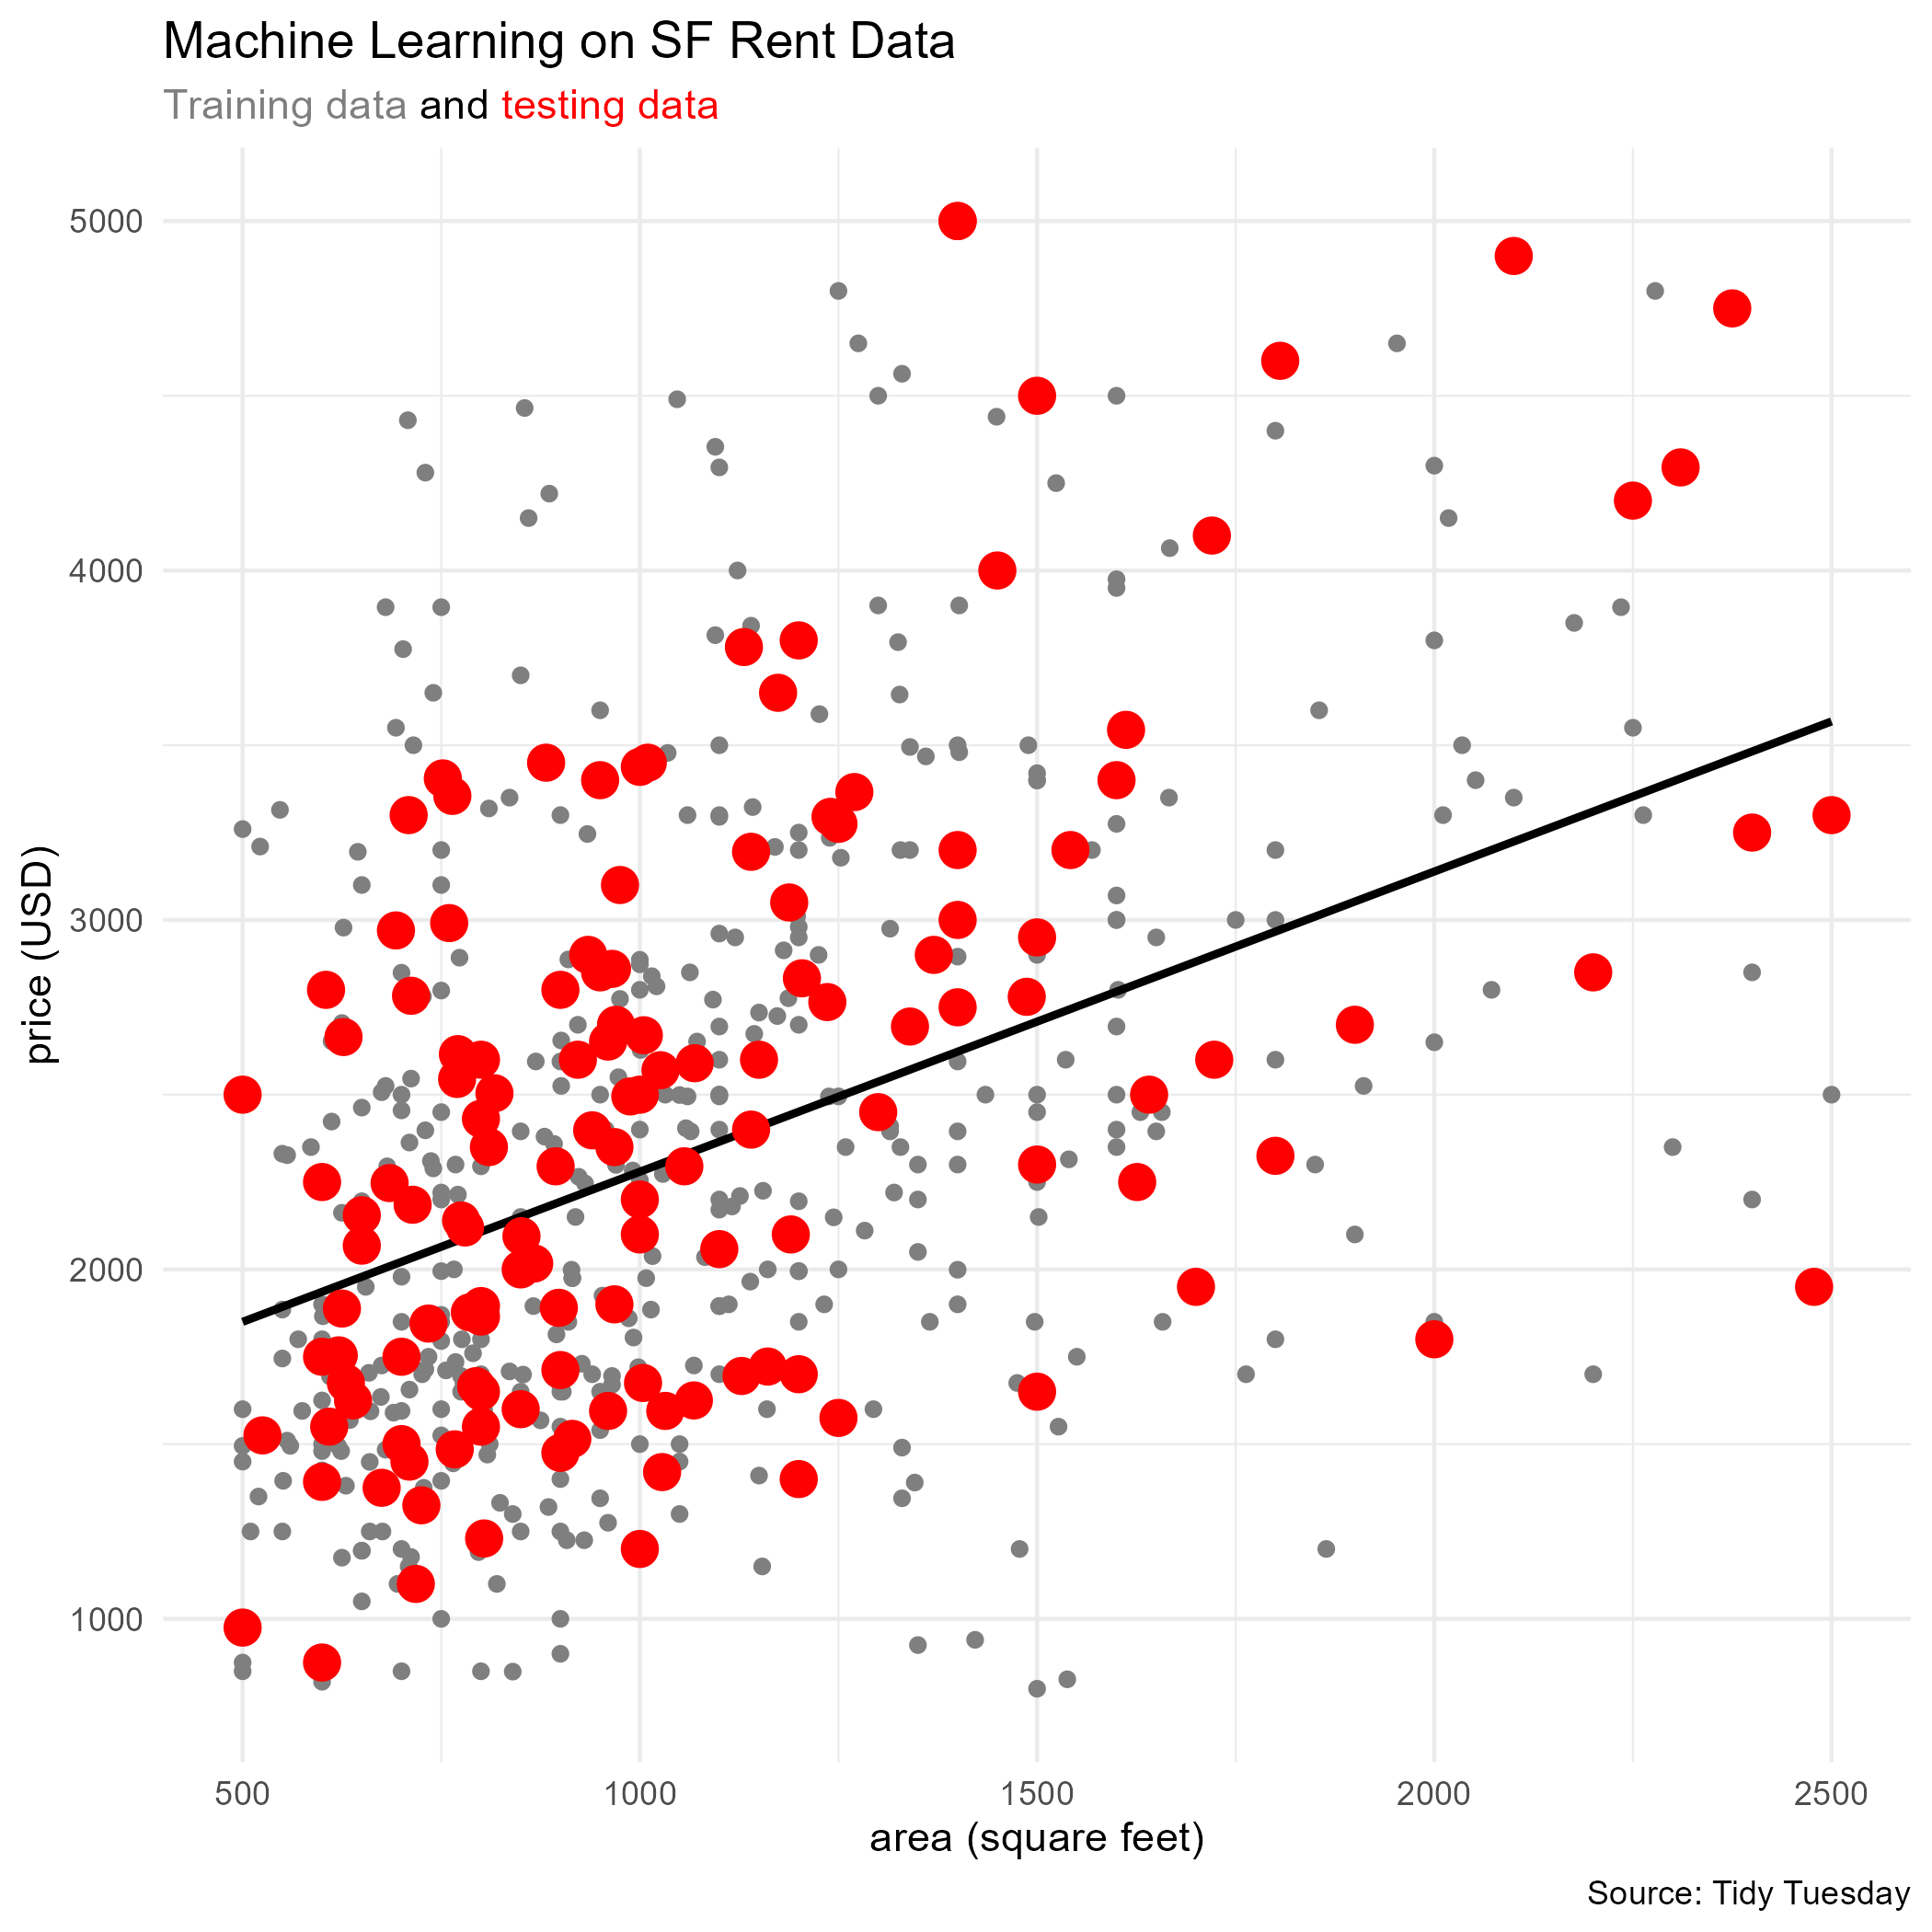 Machine Learning on SF Rent Data
Training data and testing data
5000
4000
3000
2000
1000
price (USD)
500 1000 1500 2000 2500
area (square feet)
Source: Tidy Tuesday